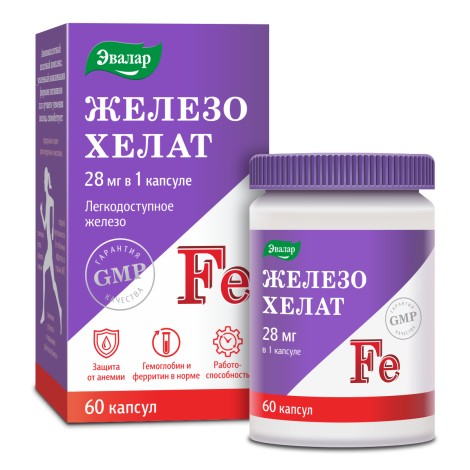 Эвалар
ЖЕЛЕЗО
ХЕЛАТ
28 мг в 1 капсуле
Легкодоступное
железо
ГАРАНТИЯ
GMP
КАЧЕСТВА
Fe
Защита
от анемии
Гемоглобин и
ферритин в норме
Работо-
способность
60 капсул
Эвалар
ЖЕЛЕЗО
ХЕЛАТ
28 мг
в 1 капсуле
ГАРАНТИЯ
GMP
КАЧЕСТВА
Fe
60 капсул